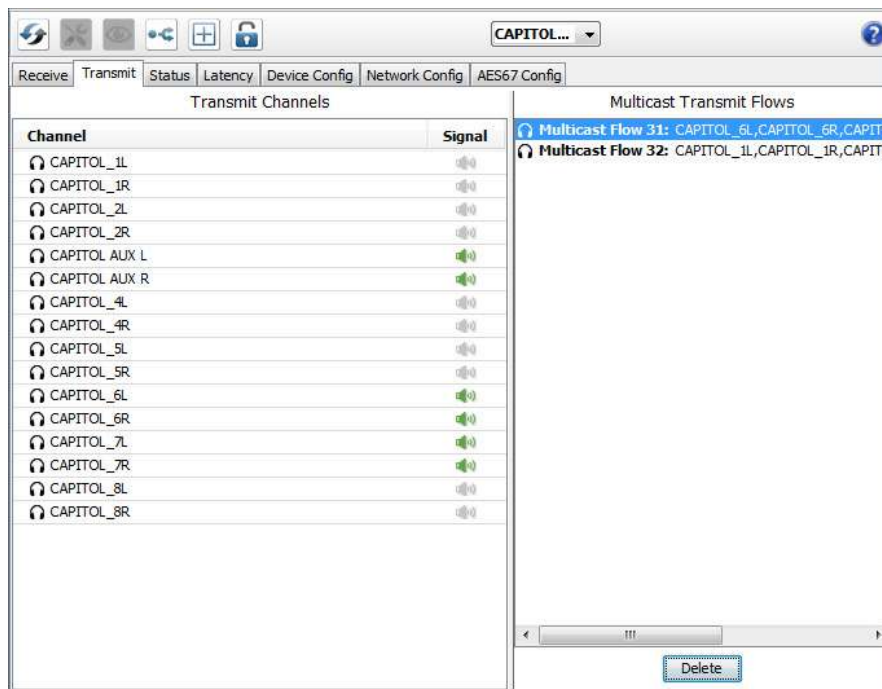 CAPITOL...
Receive Transmit Status Latency Device Config Network Config AES67 Config
Transmit Channels
Channel Signal
CAPITOL_1L
CAPITOL_1R
CAPITOL_2L
CAPITOL_2R
CAPITOL AUX L
CAPITOL AUX R
CAPITOL_4L
CAPITOL_4R
CAPITOL_5L
CAPITOL_5R
CAPITOL_6L
CAPITOL_6R
CAPITOL_7L
CAPITOL_7R
CAPITOL_8L
CAPITOL_8R
Multicast Transmit Flows
Multicast Flow 31: CAPITOL_6L,CAPITOL_6R,CAPIT
Multicast Flow 32: CAPITOL_1L,CAPITOL_1R,CAPIT
Delete